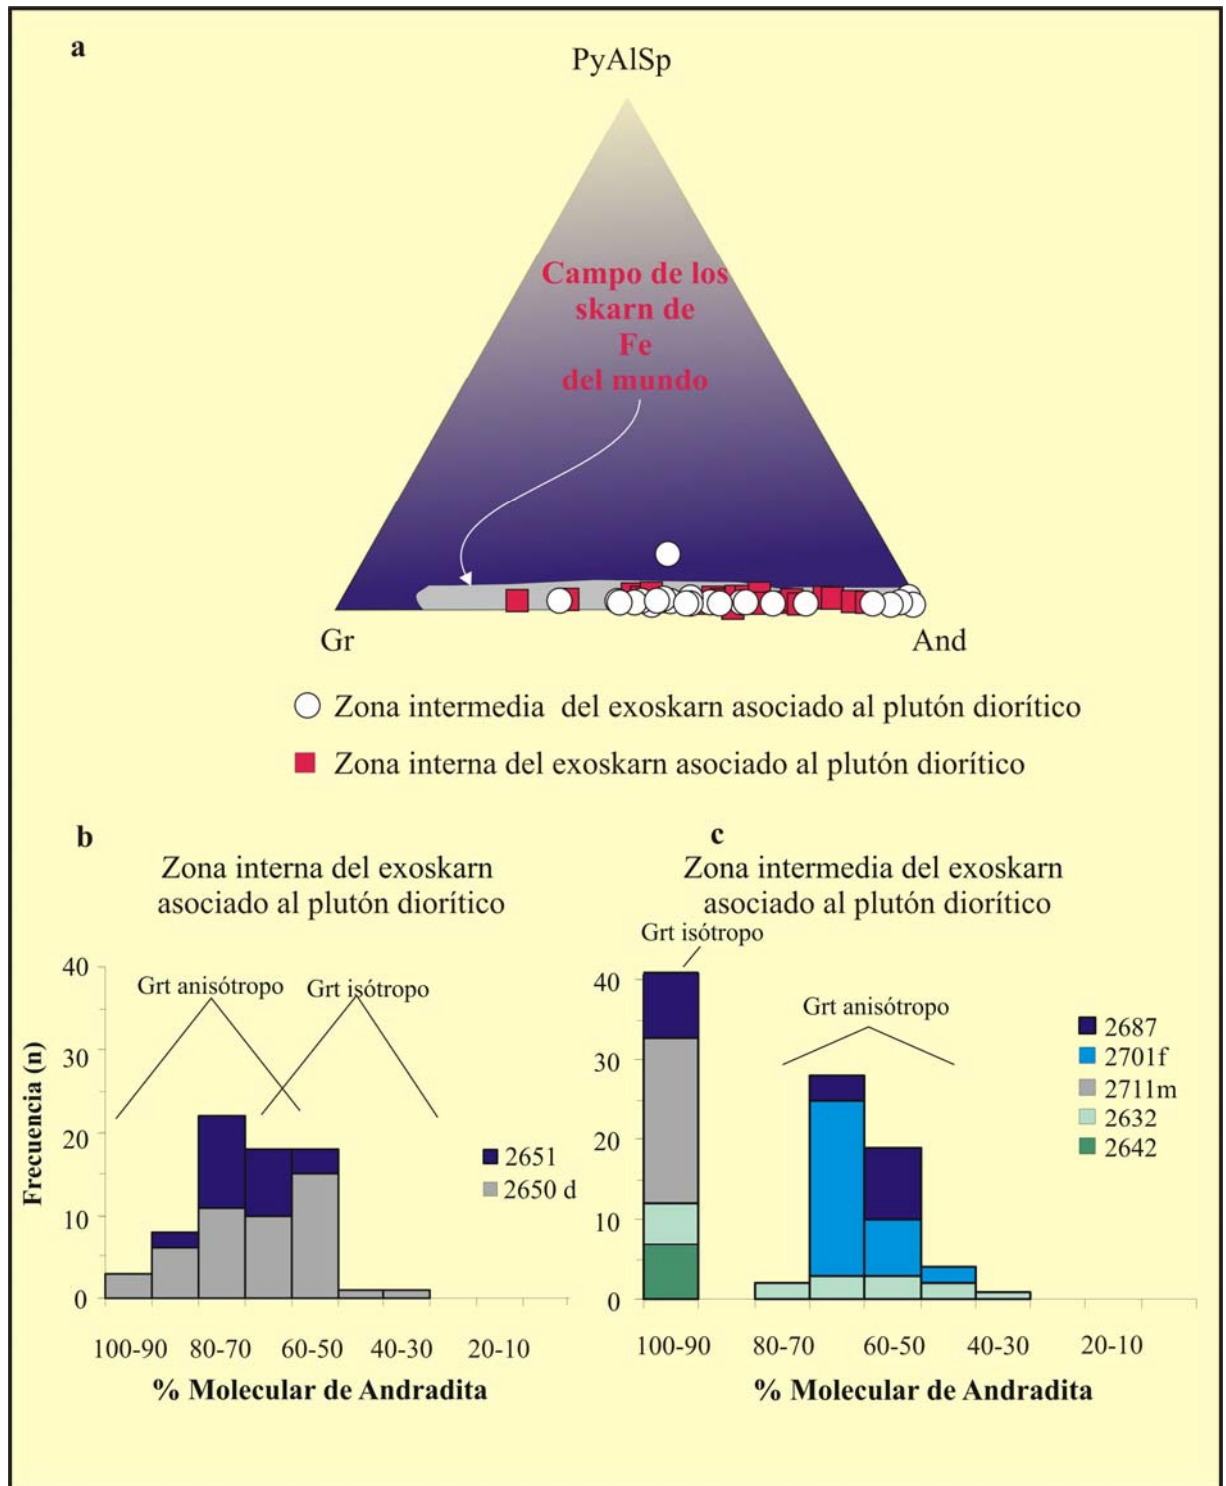 a
PyAlSp
Campo de los
skarn de
Fe
del mundo
Gr
And
Zona intermedia del exoskarn asociado al plutón diorítico
Zona interna del exoskarn asociado al plutón diorítico
b
Zona interna del exoskarn
asociado al plutón diorítico
Grt anisótropo
Grt isótropo
Frecuencia (n)
40
30
20
10
0
2651
2650 d
100-90 80-70 60-50 40-30 20-10
% Molecular de Andradita
c
Zona intermedia del exoskarn
asociado al plutón diorítico
Grt isótropo
Grt anisótropo
40
30
20
10
0
2687
2701f
2711m
2632
2642
100-90 80-70 60-50 40-30 20-10
% Molecular de Andradita